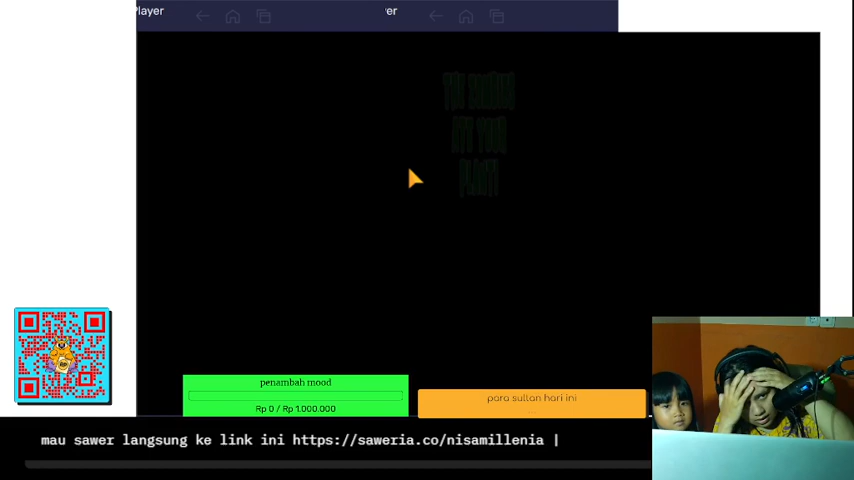 Player
er
penambah mood
Rp 0 / Rp 1.000.000
para sultan hari ini
...
mau sawer langsung ke link ini https://saweria.co/nisamillenia |